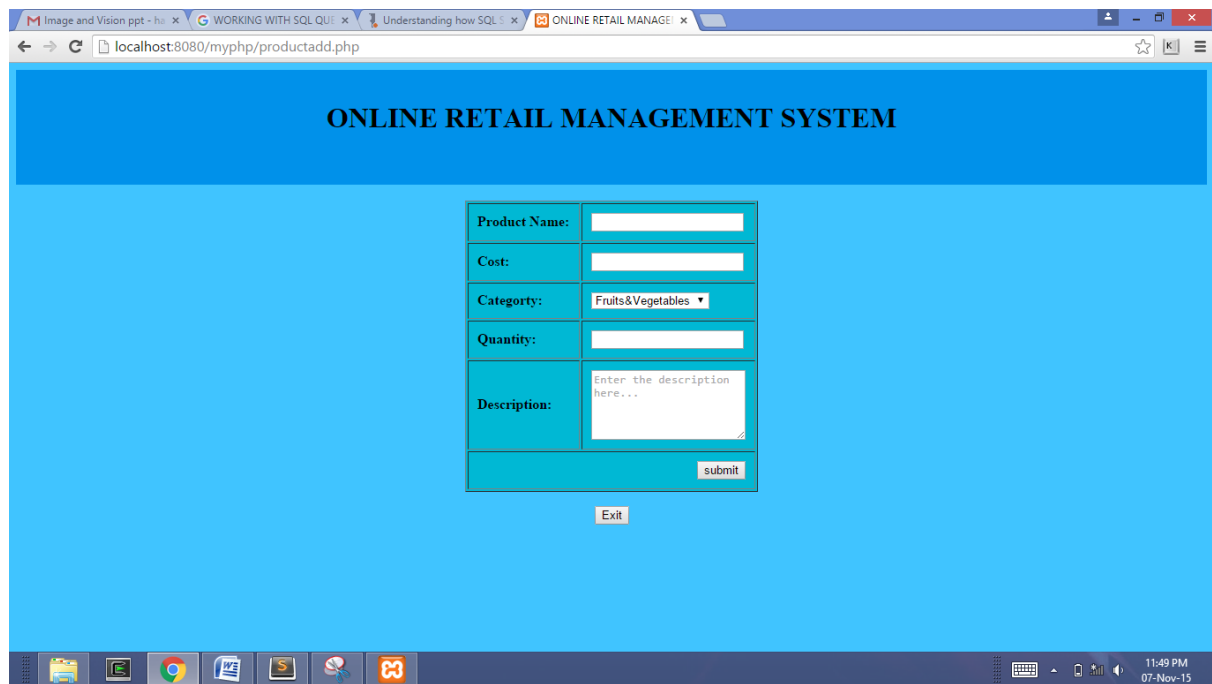 Image and Vision ppt - ha
WORKING WITH SQL QUE
Understanding how SQL S
ONLINE RETAIL MANAGE
localhost:8080/myphp/productadd.php
ONLINE RETAIL MANAGEMENT SYSTEM
Product Name:
Cost:
Categorty:
Fruits&Vegetables
Quantity:
Description:
Enter the description
here...
submit
Exit
11:49 PM
07-Nov-15